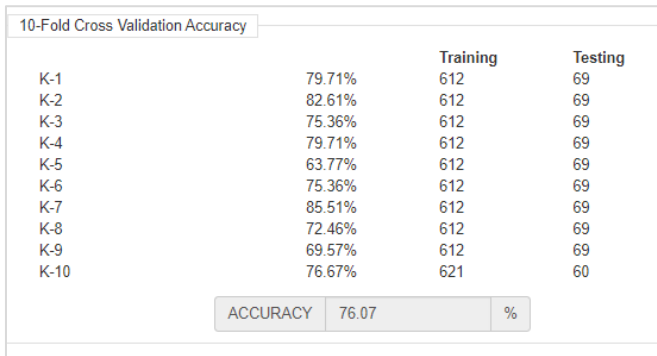 10-Fold Cross Validation Accuracy
Training Testing
K-1 79.71% 612 69
K-2 82.61% 612 69
K-3 75.36% 612 69
K-4 79.71% 612 69
K-5 63.77% 612 69
K-6 75.36% 612 69
K-7 85.51% 612 69
K-8 72.46% 612 69
K-9 69.57% 612 69
K-10 76.67% 621 60
ACCURACY 76.07 %